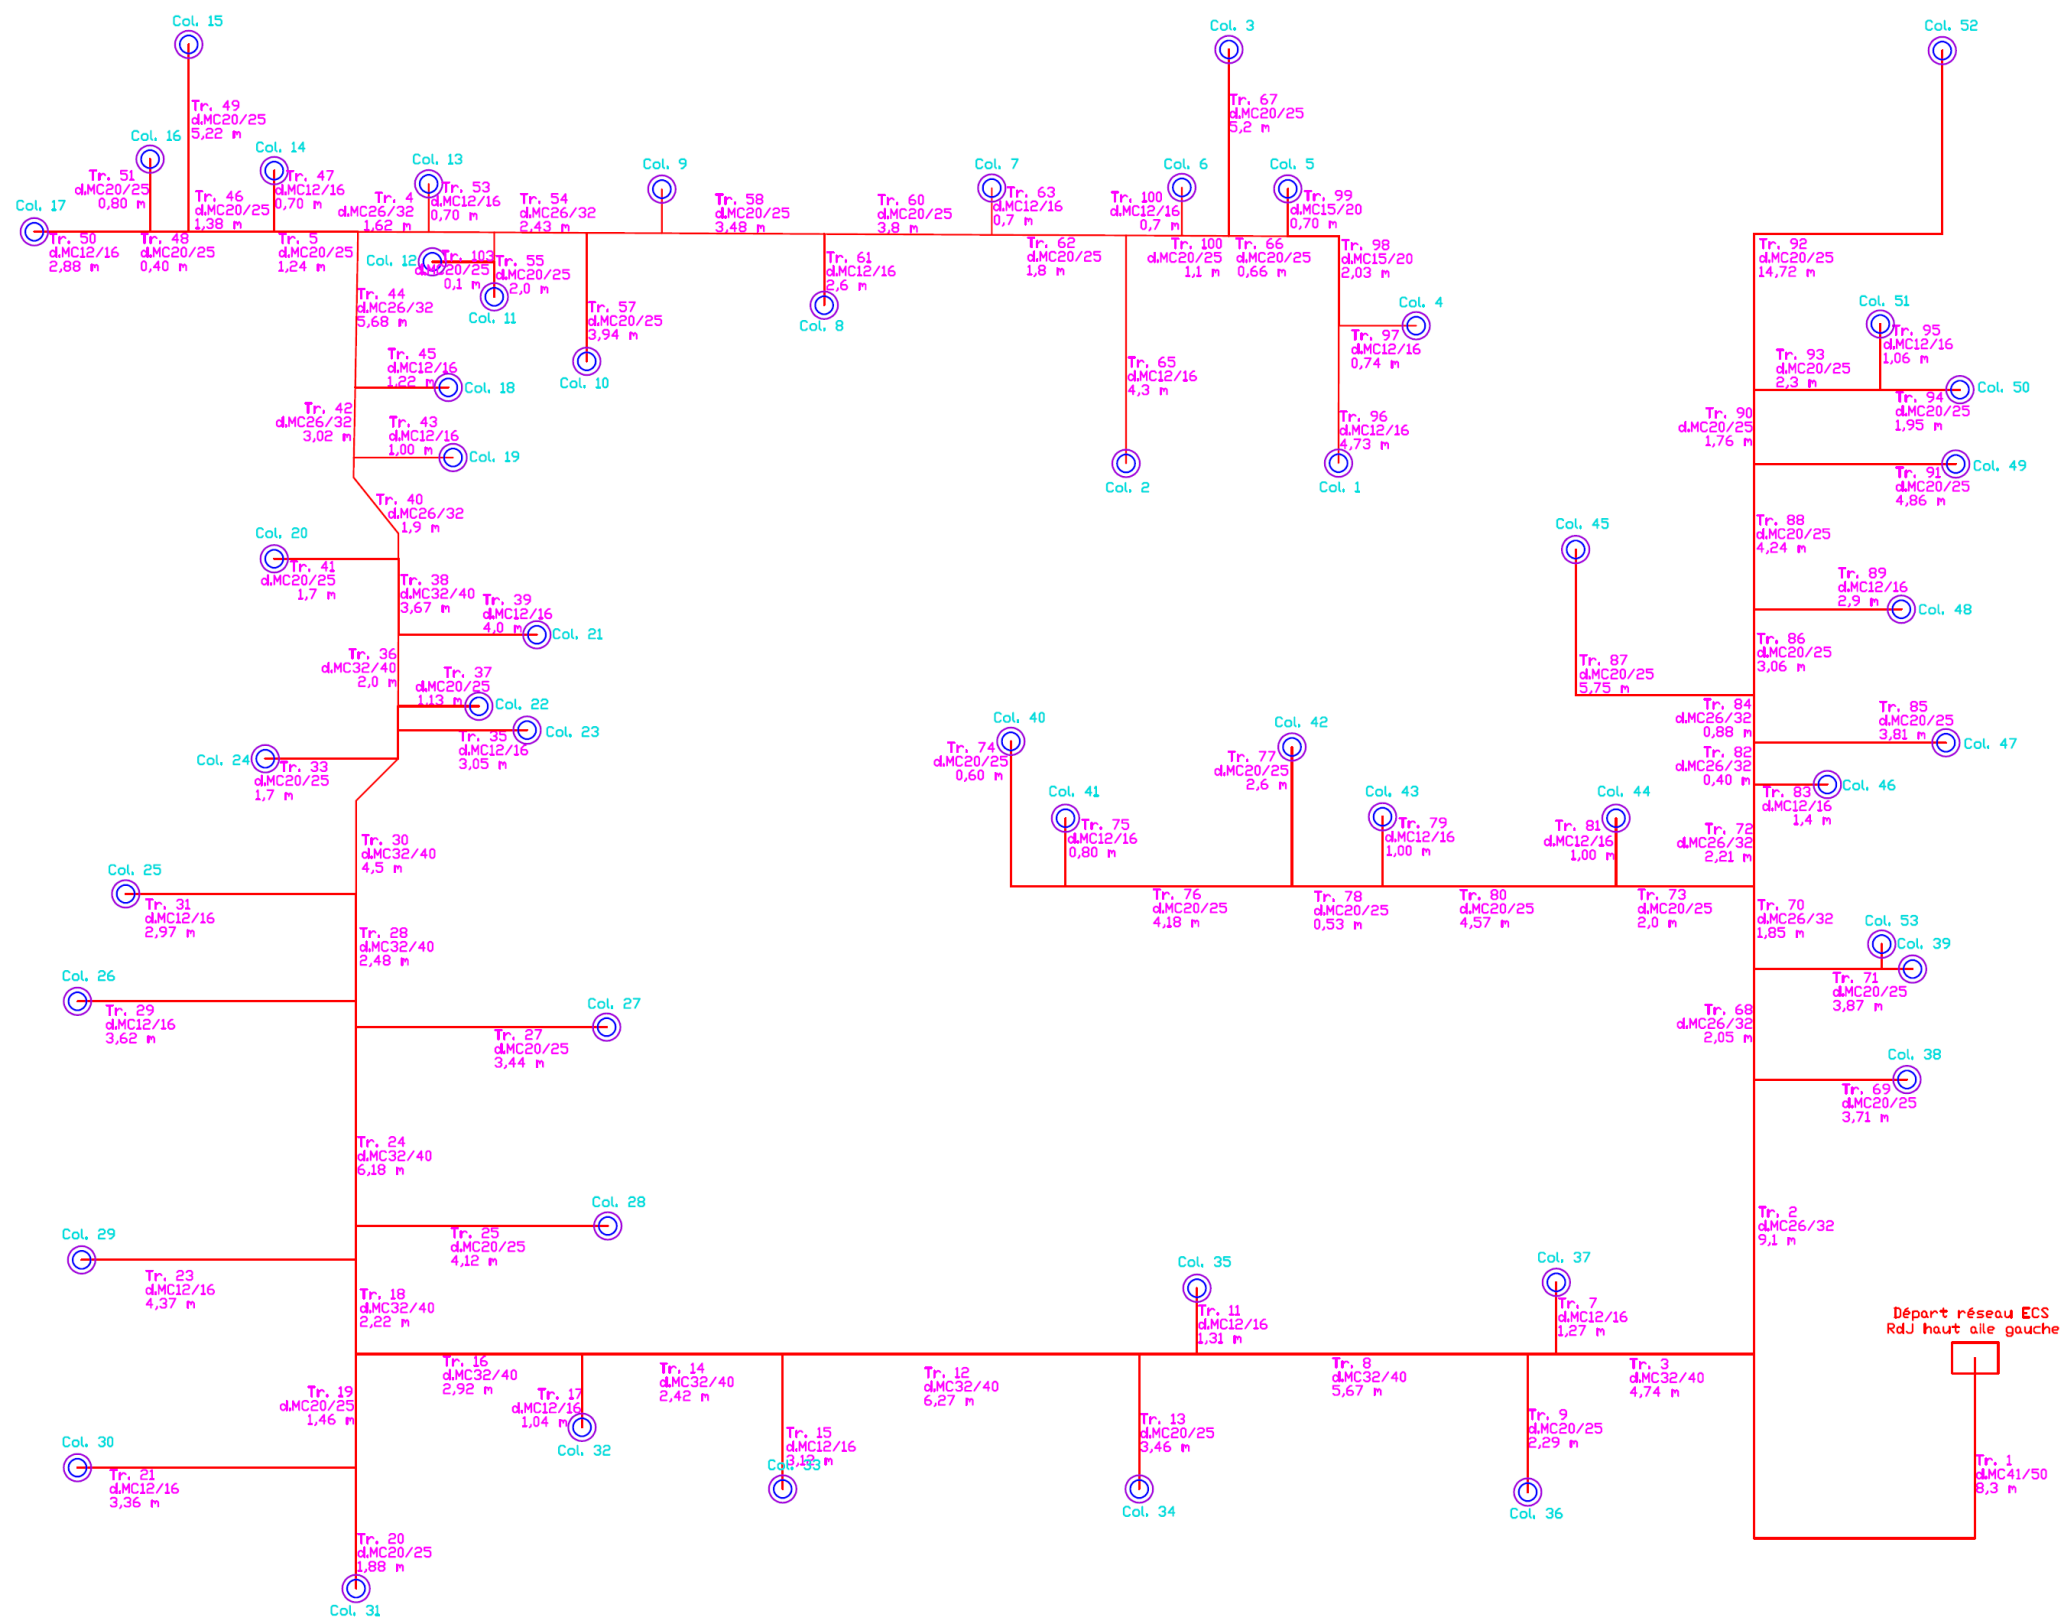 Col. 15
Col. 3
Col. 52
Tr. 49
d.MC20/25
5,22 m
Tr. 67
d.MC20/25
5,2 m
Col. 16
Col. 14
Col. 13
Col. 9
Col. 7
Col. 6
Col. 5
Tr. 51
d.MC20/25
0,80 m
Tr. 46
d.MC20/25
1,38 m
Tr. 47
d.MC12/16
0,70 m
Tr. 4
d.MC26/32
1,62 m
Tr. 53
d.MC12/16
0,70 m
Tr. 54
d.MC26/32
2,43 m
Tr. 58
d.MC20/25
3,48 m
Tr. 60
d.MC20/25
3,8 m
Tr. 63
d.MC12/16
0,7 m
Tr. 100
d.MC12/16
0,7 m
Tr. 99
d.MC15/20
0,70 m
Col. 17
Tr. 50
d.MC12/16
2,88 m
Tr. 48
d.MC20/25
0,40 m
Tr. 5
d.MC20/25
1,24 m
Col. 12
Tr. 103
d.MC20/25
0,1 m
Tr. 55
d.MC20/25
2,0 m
Tr. 61
d.MC12/16
2,6 m
Tr. 62
d.MC20/25
1,8 m
Tr. 100
d.MC20/25
1,1 m
Tr. 66
d.MC20/25
0,66 m
Tr. 98
d.MC15/20
2,03 m
Tr. 92
d.MC20/25
14,72 m
Tr. 44
d.MC26/32
5,68 m
Col. 11
Tr. 57
d.MC20/25
3,94 m
Col. 8
Col. 4
Col. 51
Tr. 45
d.MC12/16
1,22 m
Col. 18
Col. 10
Tr. 65
d.MC12/16
4,3 m
Tr. 97
d.MC12/16
0,74 m
Tr. 93
d.MC20/25
2,3 m
Tr. 95
d.MC12/16
1,06 m
Col. 50
Tr. 94
d.MC20/25
1,95 m
Tr. 42
d.MC26/32
3,02 m
Tr. 43
d.MC12/16
1,00 m
Col. 19
Tr. 96
d.MC12/16
4,73 m
Tr. 90
d.MC20/25
1,76 m
Col. 2
Col. 1
Col. 49
Tr. 91
d.MC20/25
4,86 m
Tr. 40
d.MC26/32
1,9 m
Col. 20
Col. 45
Tr. 88
d.MC20/25
4,24 m
Tr. 41
d.MC20/25
1,7 m
Tr. 38
d.MC32/40
3,67 m
Tr. 39
d.MC12/16
4,0 m
Col. 21
Tr. 89
d.MC12/16
2,9 m
Col. 48
Tr. 36
d.MC32/40
2,0 m
Tr. 37
d.MC20/25
1,13 m
Col. 22
Tr. 87
d.MC20/25
5,75 m
Tr. 86
d.MC20/25
3,06 m
Col. 23
Tr. 35
d.MC12/16
3,05 m
Col. 24
Tr. 33
d.MC20/25
1,7 m
Col. 40
Tr. 74
d.MC20/25
0,60 m
Col. 42
Tr. 77
d.MC20/25
2,6 m
Tr. 84
d.MC26/32
0,88 m
Tr. 85
d.MC20/25
3,81 m
Col. 47
Tr. 82
d.MC26/32
0,40 m
Col. 46
Tr. 83
d.MC12/16
1,4 m
Col. 41
Col. 43
Col. 44
Tr. 30
d.MC32/40
4,5 m
Tr. 75
d.MC12/16
0,80 m
Tr. 79
d.MC12/16
1,00 m
Tr. 81
d.MC12/16
1,00 m
Tr. 72
d.MC26/32
2,21 m
Col. 25
Tr. 31
d.MC12/16
2,97 m
Tr. 76
d.MC20/25
4,18 m
Tr. 78
d.MC20/25
0,53 m
Tr. 80
d.MC20/25
4,57 m
Tr. 73
d.MC20/25
2,0 m
Tr. 70
d.MC26/32
1,85 m
Col. 53
Col. 39
Tr. 28
d.MC32/40
2,48 m
Col. 26
Tr. 29
d.MC12/16
3,62 m
Col. 27
Tr. 27
d.MC20/25
3,44 m
Tr. 71
d.MC20/25
3,87 m
Tr. 68
d.MC26/32
2,05 m
Col. 38
Tr. 69
d.MC20/25
3,71 m
Tr. 24
d.MC32/40
6,18 m
Col. 28
Tr. 25
d.MC20/25
4,12 m
Tr. 2
d.MC26/32
9,1 m
Col. 29
Tr. 23
d.MC12/16
4,37 m
Tr. 18
d.MC32/40
2,22 m
Col. 35
Tr. 11
d.MC12/16
1,31 m
Col. 37
Tr. 7
d.MC12/16
1,27 m
Départ réseau ECS
RdJ haut aile gauche
Tr. 16
d.MC32/40
2,92 m
Tr. 14
d.MC32/40
2,42 m
Tr. 12
d.MC32/40
6,27 m
Tr. 8
d.MC32/40
5,67 m
Tr. 3
d.MC32/40
4,74 m
Tr. 19
d.MC20/25
1,46 m
Tr. 17
d.MC12/16
1,04 m
Col. 32
Tr. 15
d.MC12/16
3,12 m
Col. 33
Tr. 13
d.MC20/25
3,46 m
Tr. 9
d.MC20/25
2,29 m
Col. 30
Tr. 21
d.MC12/16
3,36 m
Col. 34
Col. 36
Tr. 1
d.MC41/50
8,3 m
Tr. 20
d.MC20/25
1,88 m
Col. 31